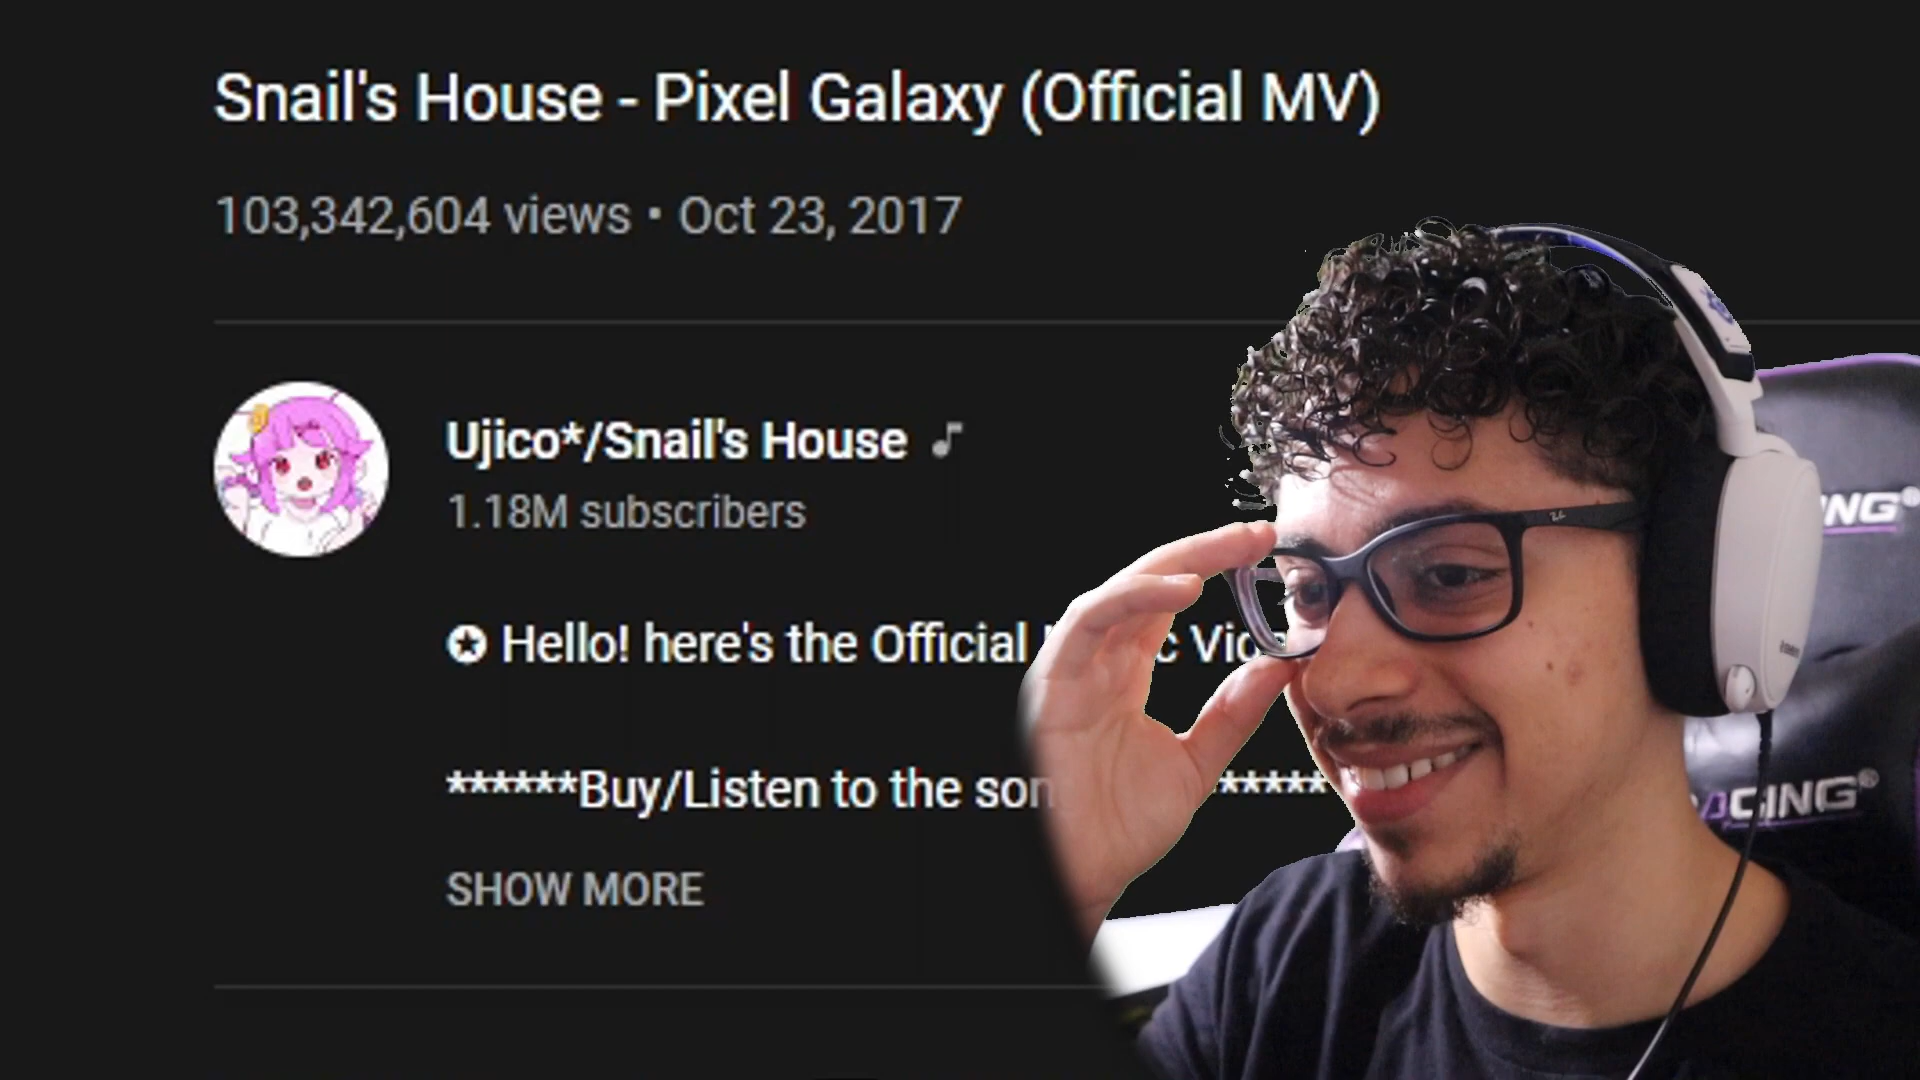 Snail's House - Pixel Galaxy (Official MV)
103,342,604 views • Oct 23, 2017
Ujico*/Snail's House
1.18M subscribers
✪ Hello! here's the Official
******Buy/Listen to the
SHOW MORE